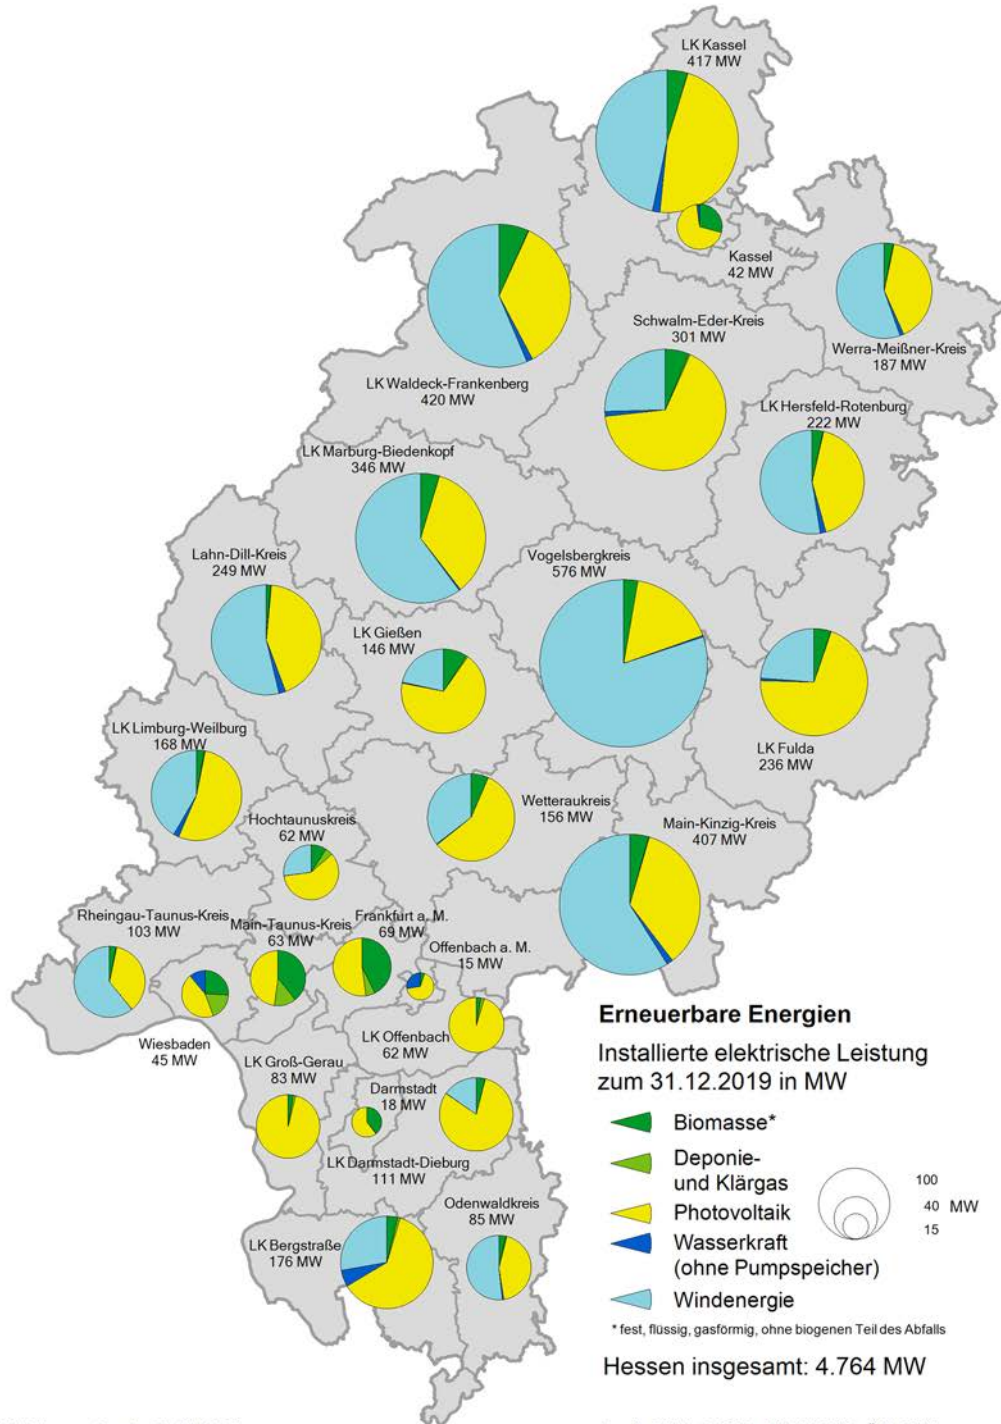 LK Kassel
417 MW
Kassel
42 MW
Werra-Meißner-Kreis
187 MW
Schwalm-Eder-Kreis
301 MW
LK Waldeck-Frankenberg
420 MW
LK Hersfeld-Rotenburg
222 MW
LK Marburg-Biedenkopf
346 MW
Lahn-Dill-Kreis
249 MW
Vogelsbergkreis
576 MW
LK Gießen
146 MW
LK Limburg-Weilburg
168 MW
LK Fulda
236 MW
Hochtaunuskreis
62 MW
Wetteraukreis
156 MW
Main-Kinzig-Kreis
407 MW
Rheingau-Taunus-Kreis
103 MW
Main-Taunus-Kreis
63 MW
Frankfurt a. M.
69 MW
Offenbach a. M.
15 MW
Wiesbaden
45 MW
LK Offenbach
62 MW
LK Groß-Gerau
83 MW
Darmstadt
18 MW
LK Darmstadt-Dieburg
111 MW
Odenwaldkreis
85 MW
LK Bergstraße
176 MW
Erneuerbare Energien
Installierte elektrische Leistung
zum 31.12.2019 in MW
Biomasse*
Deponie-
und Klärgas
Photovoltaik
Wasserkraft
(ohne Pumpspeicher)
Windenergie
100
40 MW
15
* fest, flüssig, gasförmig, ohne biogenen Teil des Abfalls
Hessen insgesamt: 4.764 MW